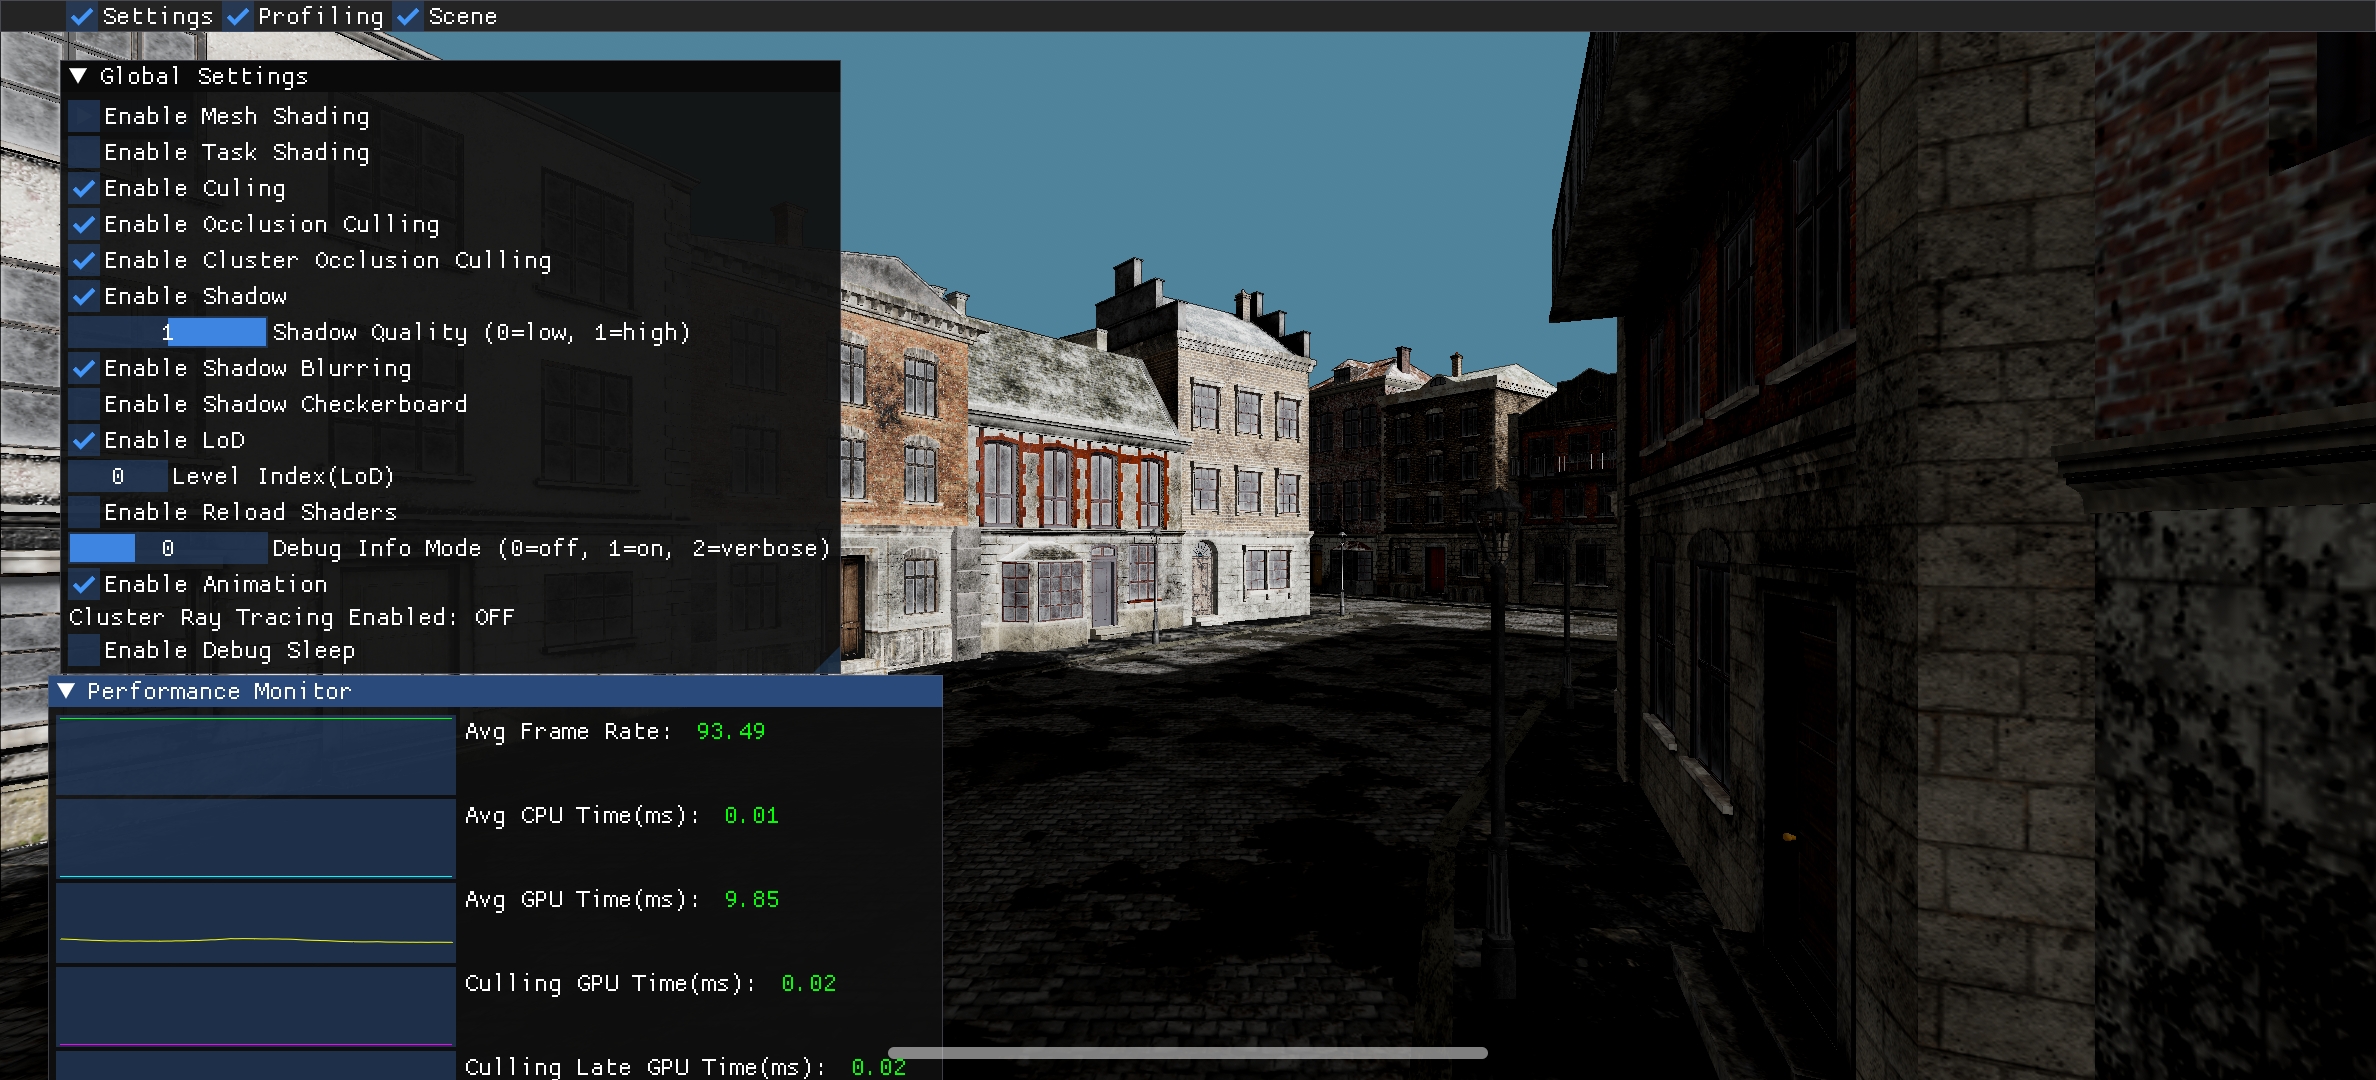 Settings Profiling Scene
Global Settings
Enable Mesh Shading
Enable Task Shading
Enable Culing
Enable Occlusion Culling
Enable Cluster Occlusion Culling
Enable Shadow
1 Shadow Quality (0=low, 1=high)
Enable Shadow Blurring
Enable Shadow Checkerboard
Enable LoD
0 Level Index(LoD)
Enable Reload Shaders
0 Debug Info Mode (0=off, 1=on, 2=verbose)
Enable Animation
Cluster Ray Tracing Enabled: OFF
Enable Debug Sleep
Performance Monitor
Avg Frame Rate: 93.49
Avg CPU Time(ms): 0.01
Avg GPU Time(ms): 9.85
Culling GPU Time(ms): 0.02
Culling Late GPU Time(ms): 0.02